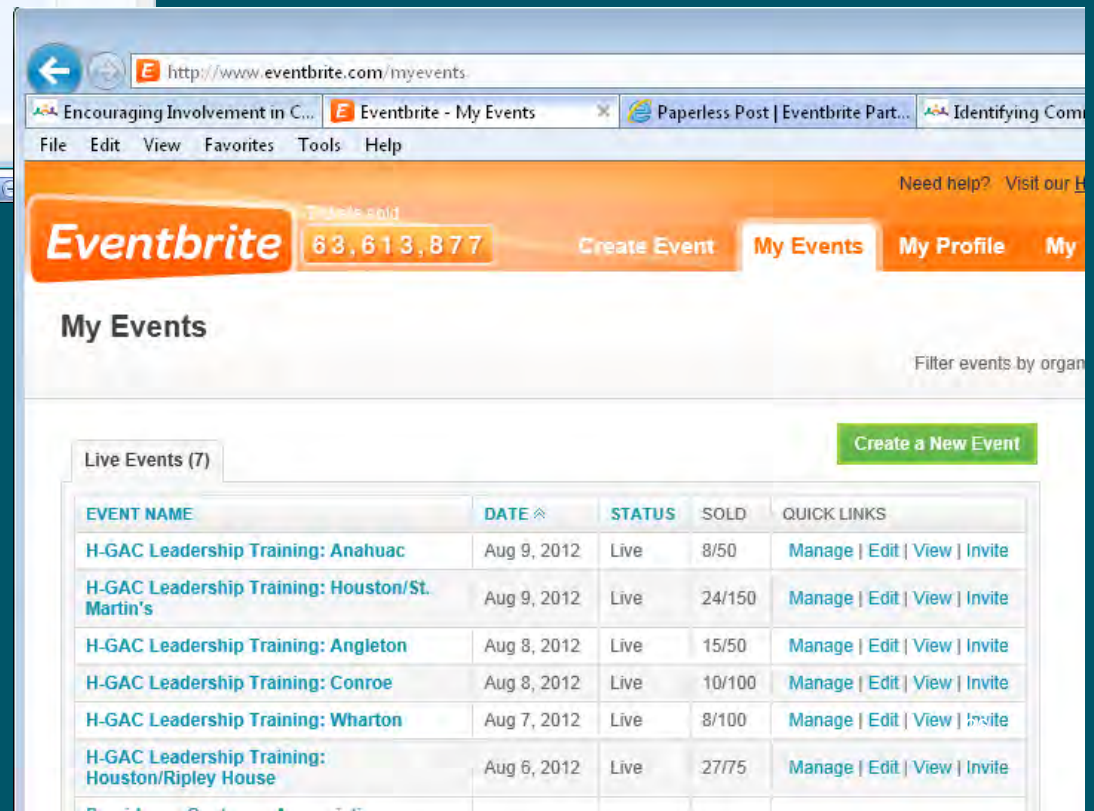 http://www.eventbrite.com/myevents
Encouraging Involvement in C... Eventbrite - My Events Paperless Post | Eventbrite Part... Identifying Com
File Edit View Favorites Tools Help
Need help? Visit our H
Eventbrite 63,613,877 Create Event My Events My Profile My
My Events
Filter events by organ
Create a New Event
Live Events (7)
EVENT NAME DATE STATUS SOLD QUICK LINKS
H-GAC Leadership Training: Anahuac Aug 9, 2012 Live 8/50 Manage | Edit | View | Invite
H-GAC Leadership Training: Houston/St.
Martin's Aug 9, 2012 Live 24/150 Manage | Edit | View | Invite
H-GAC Leadership Training: Angleton Aug 8, 2012 Live 15/50 Manage | Edit | View | Invite
H-GAC Leadership Training: Conroe Aug 8, 2012 Live 10/100 Manage | Edit | View | Invite
H-GAC Leadership Training: Wharton Aug 7, 2012 Live 8/100 Manage | Edit | View | Invite
H-GAC Leadership Training:
Houston/Ripley House Aug 6, 2012 Live 27/75 Manage | Edit | View | Invite